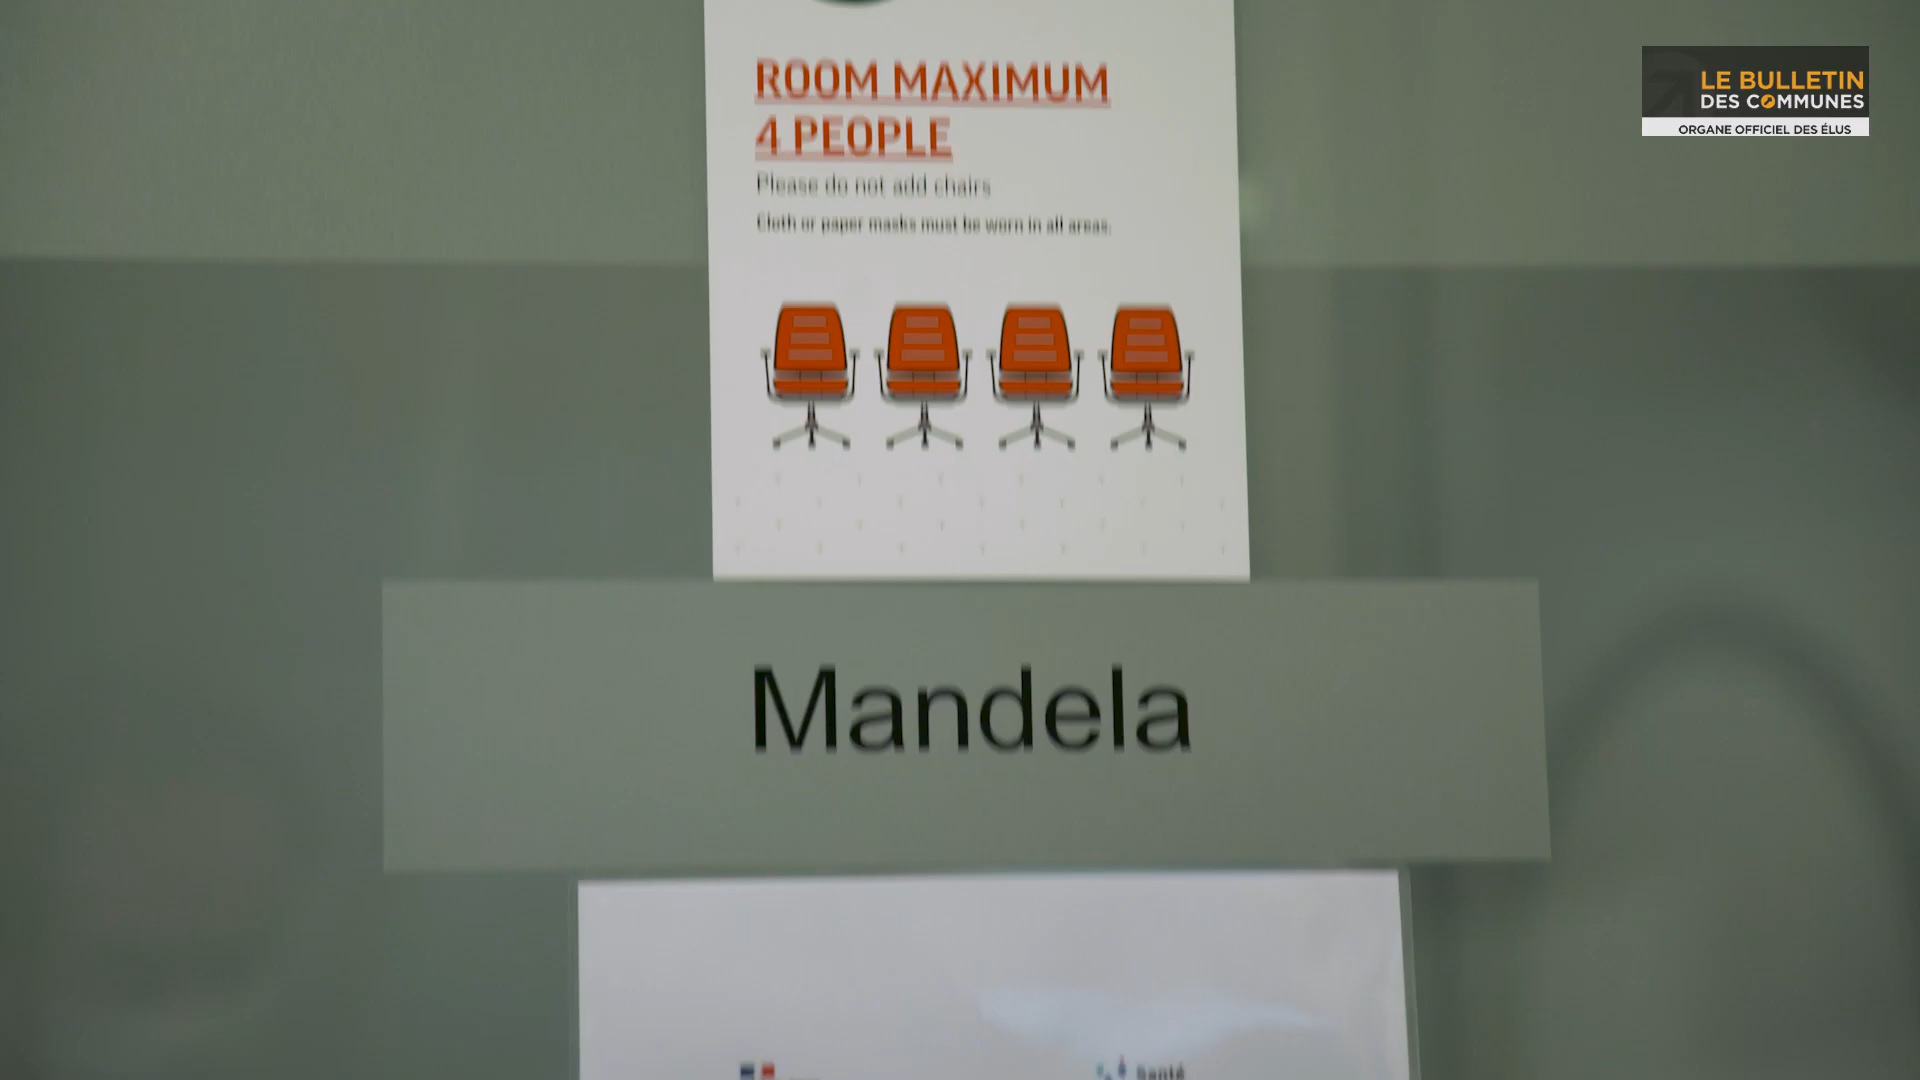 ROOM MAXIMUM
4 PEOPLE
Please do not add chairs
Cloth or paper masks must be worn in all areas.
LE BULLETIN
DES COMMUNES
ORGANE OFFICIEL DES ÉLUS
Mandela
Santé